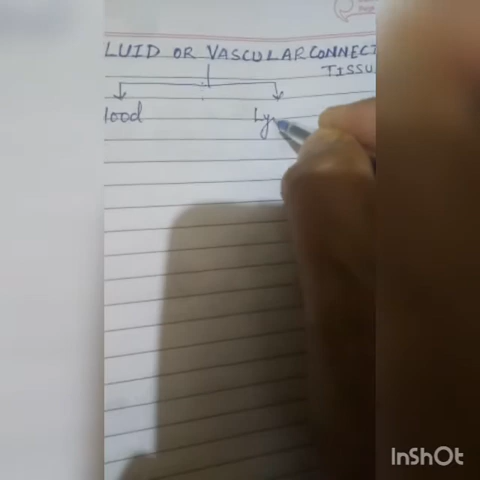 LUID OR VASCULAR CONNECT
TISSU
lood
Ly
InShOt